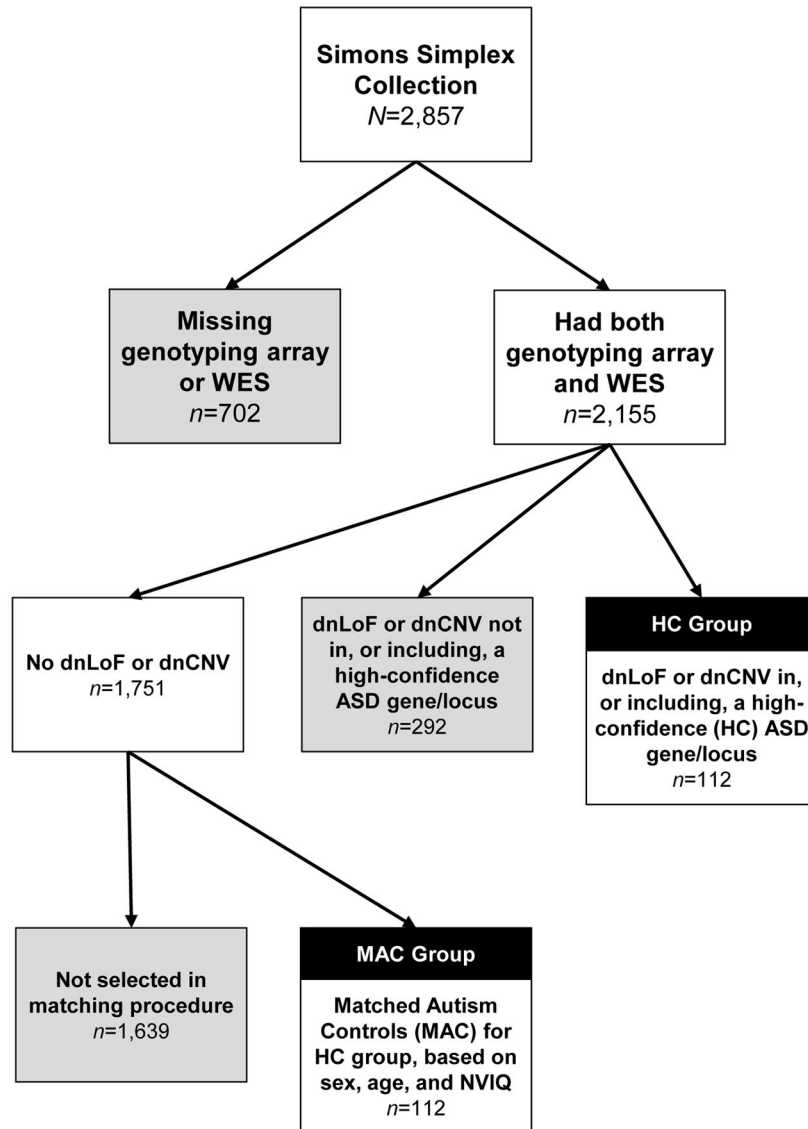 Simons Simplex
Collection
N=2,857
Missing
genotyping array
or WES
n=702
Had both
genotyping array
and WES
n=2,155
No dnLoF or dnCNV
n=1,751
dnLoF or dnCNV not
in, or including, a
high-confidence
ASD gene/locus
n=292
HC Group
dnLoF or dnCNV in,
or including, a high-
confidence (HC) ASD
gene/locus
n=112
Not selected in
matching procedure
n=1,639
MAC Group
Matched Autism
Controls (MAC) for
HC group, based on
sex, age, and NVIQ
n=112